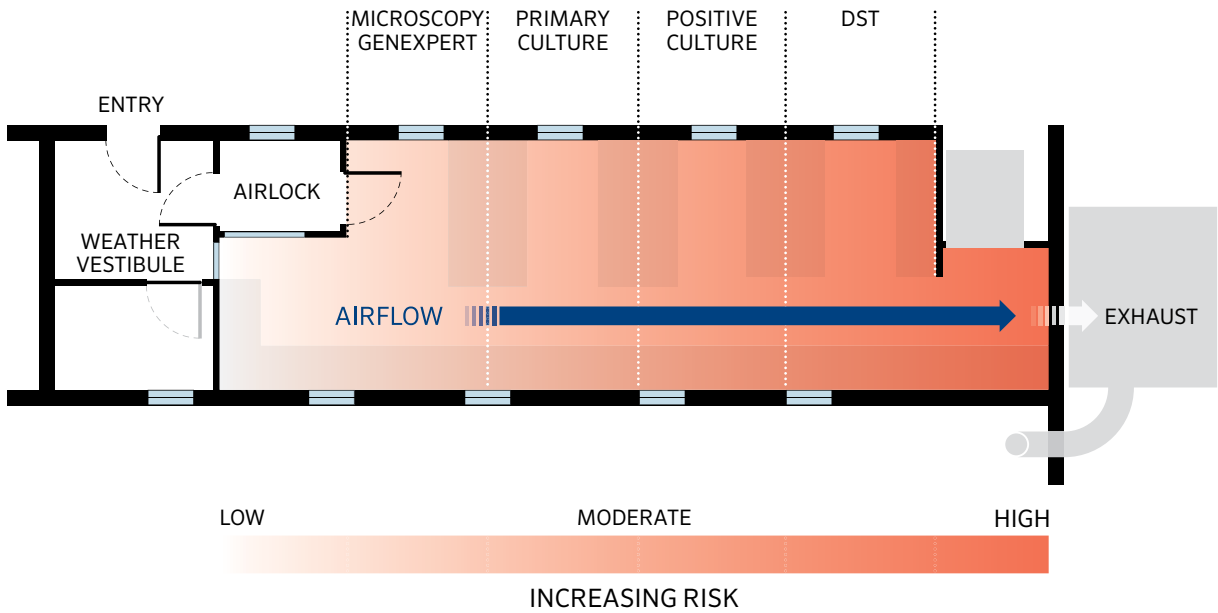 MICROSCOPY
GENEXPERT
PRIMARY
CULTURE
POSITIVE
CULTURE
DST
ENTRY
AIRLOCK
WEATHER
VESTIBULE
AIRFLOW
EXHAUST
LOW
MODERATE
HIGH
INCREASING RISK